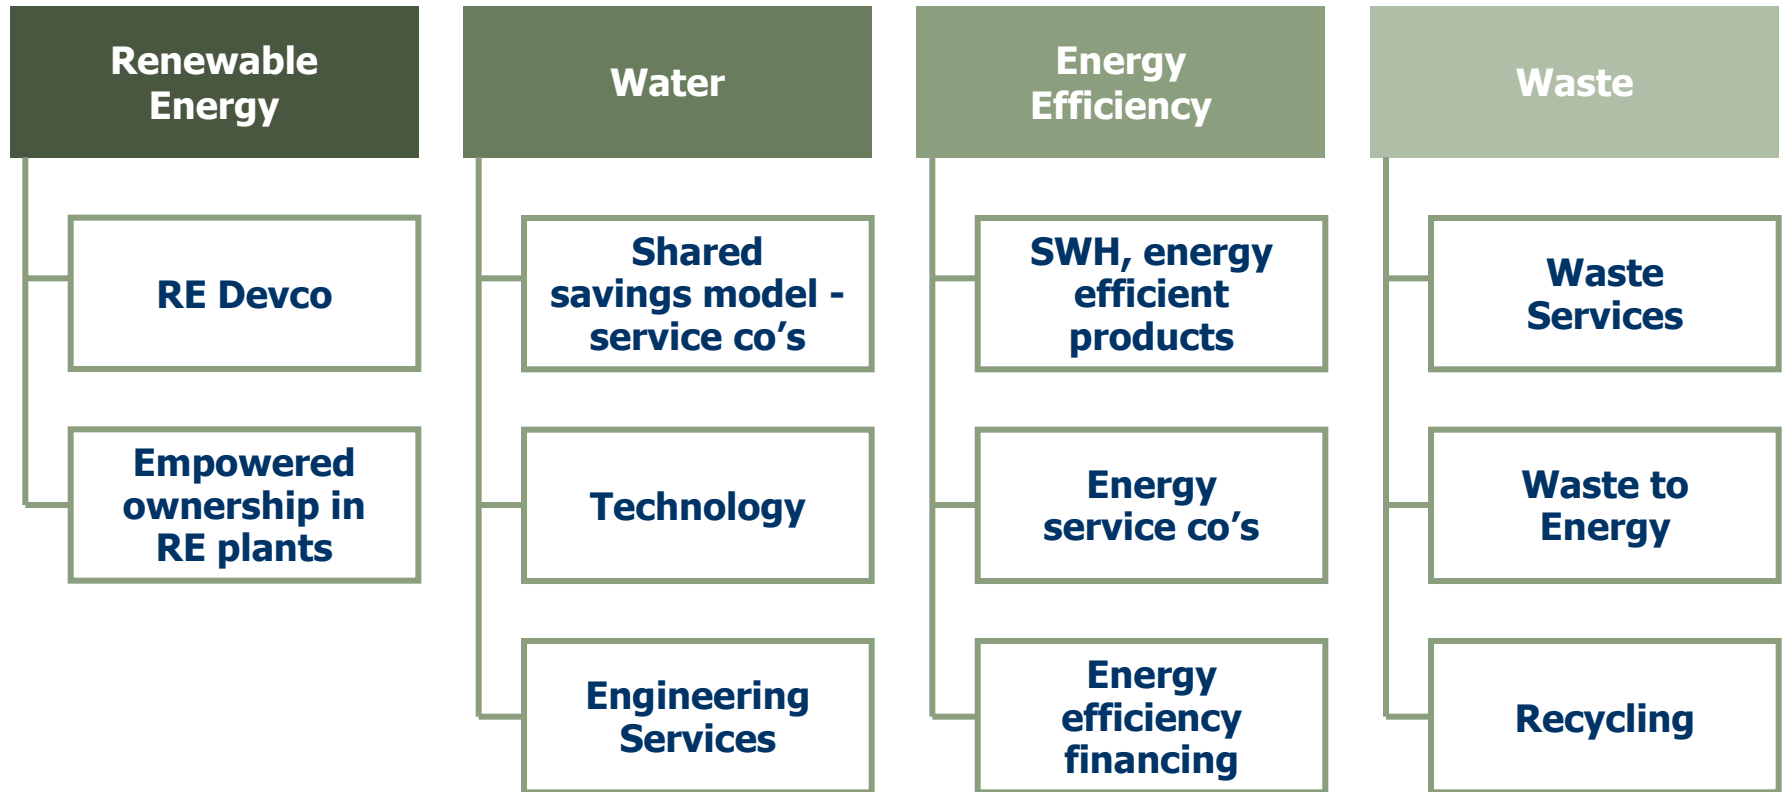 Renewable
Energy
RE Devco
Empowered
ownership in
RE plants
Water
Shared
savings model -
service co’s
Technology
Engineering
Services
Energy
Efficiency
SWH, energy
efficient
products
Energy
service co’s
Energy
efficiency
financing
Waste
Waste
Services
Waste to
Energy
Recycling